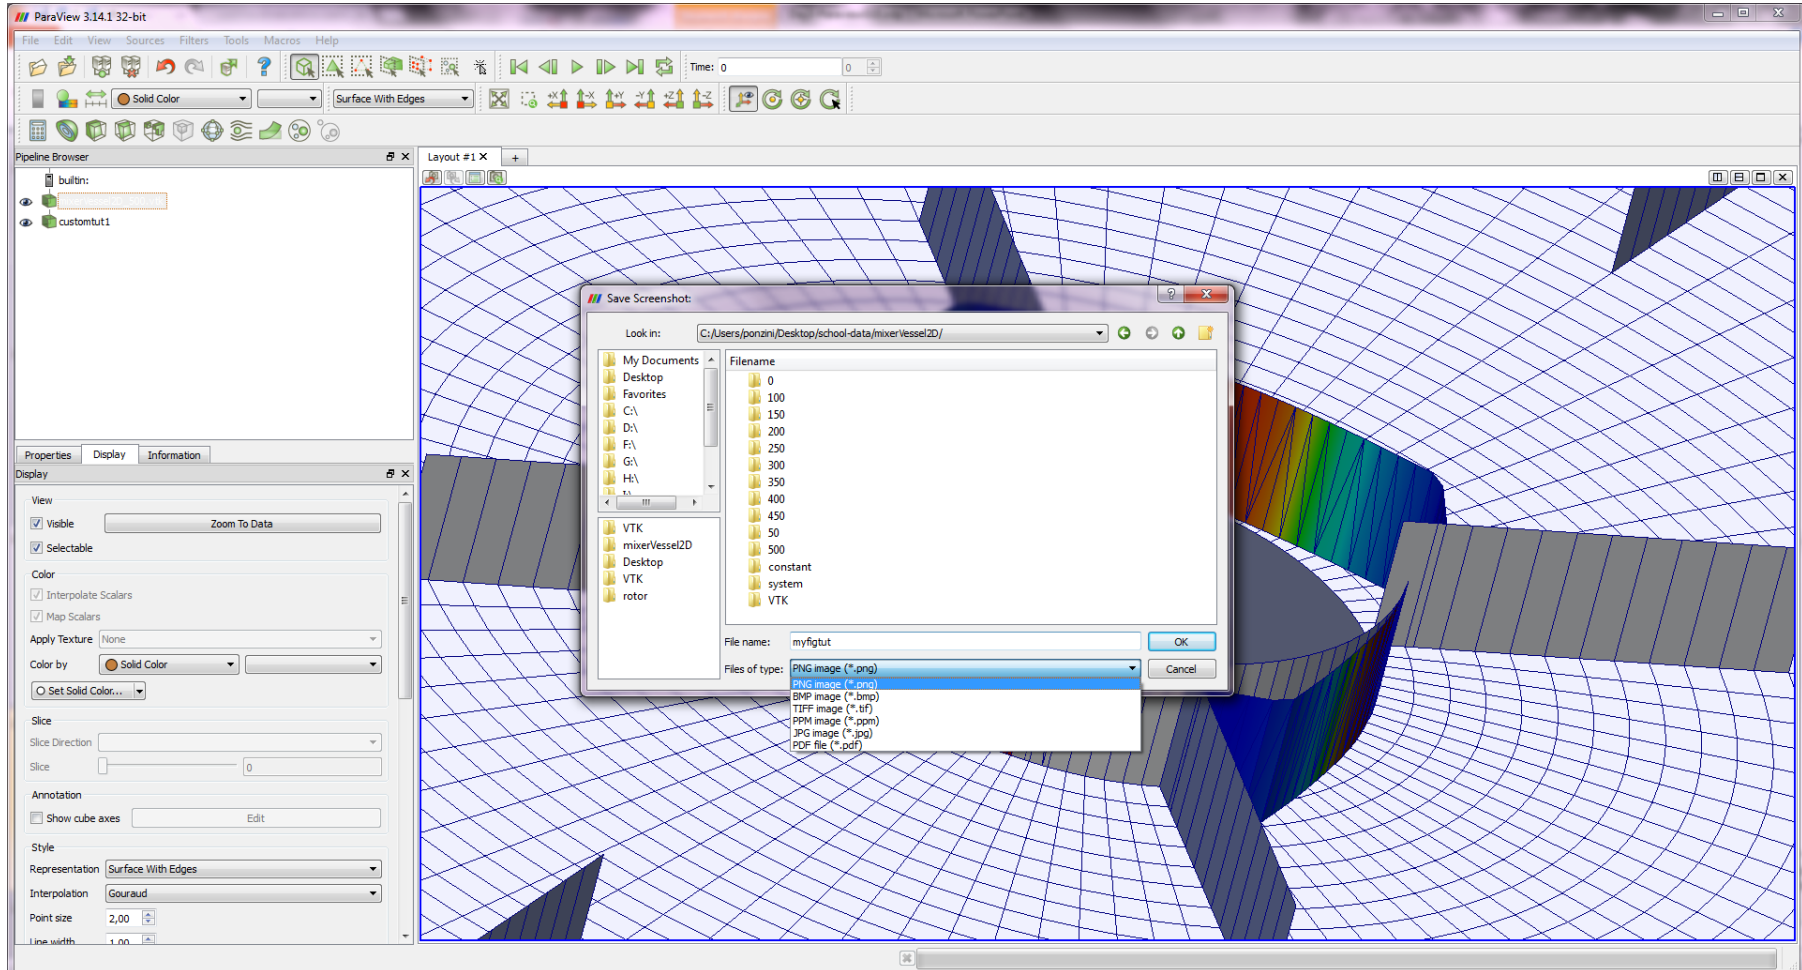 ParaView 3.14.1 32-bit
File Edit View Sources Filters Tools Macros Help
Time: 0 0
Solid Color Surface With Edges
+X -X +Y -Y +Z -Z
Pipeline Browser
Layout #1 X +
builtin:
customtut1
Properties Display Information
Display
View
Visible Zoom To Data
Selectable
Color
Interpolate Scalars
Map Scalars
Apply Texture None
Color by Solid Color
Set Solid Color...
Slice
Slice Direction
Slice 0
Annotation
Show cube axes Edit
Style
Representation Surface With Edges
Interpolation Gouraud
Point size 2,00
Line width 1,00
Save Screenshot:
Look in: C:/Users/ponzini/Desktop/school-data/mixerVessel2D/
My Documents
Desktop
Favorites
C:\
D:\
F:\
G:\
H:\
VTK
mixerVessel2D
Desktop
VTK
rotor
Filename
0
100
150
200
250
300
350
400
450
50
500
constant
system
VTK
File name: myfigtut OK
Files of type: PNG image (*.png) Cancel
PNG image (*.png)
BMP image (*.bmp)
TIFF image (*.tif)
PPM image (*.ppm)
JPG image (*.jpg)
PDF file (*.pdf)